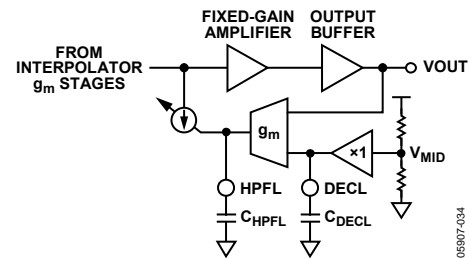 FIXED-GAIN
AMPLIFIER
OUTPUT
BUFFER
FROM
INTERPOLATOR
gm STAGES
VOUT
gm
×1
VMID
HPFL
DECL
CHPFL
CDECL
05907-034